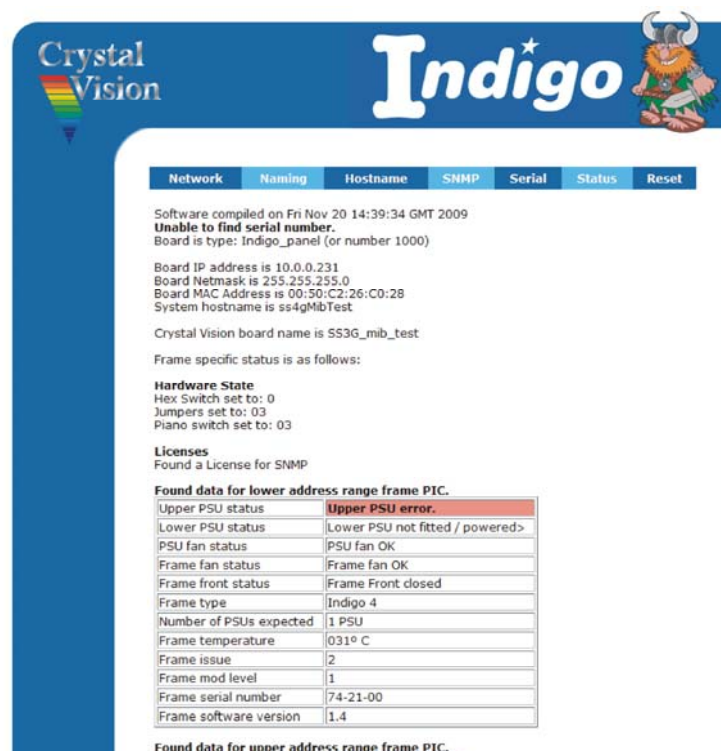 Crystal
Vision
Indigo
Network Naming Hostname SNMP Serial Status Reset
Software compiled on Fri Nov 20 14:39:34 GMT 2009
Unable to find serial number.
Board is type: Indigo_panel (or number 1000)
Board IP address is 10.0.0.231
Board Netmask is 255.255.255.0
Board MAC Address is 00:50:C2:26:C0:28
System hostname is ss4gMibTest
Crystal Vision board name is SS3G_mib_test
Frame specific status is as follows:
Hardware State
Hex Switch set to: 0
Jumpers set to: 03
Piano switch set to: 03
Licenses
Found a License for SNMP
Found data for lower address range frame PIC.
Upper PSU status Upper PSU error.
Lower PSU status Lower PSU not fitted / powered>
PSU fan status PSU fan OK
Frame fan status Frame fan OK
Frame front status Frame Front closed
Frame type Indigo 4
Number of PSUs expected 1 PSU
Frame temperature 031º C
Frame issue 2
Frame mod level 1
Frame serial number 74-21-00
Frame software version 1.4
Found data for upper address range frame PIC.